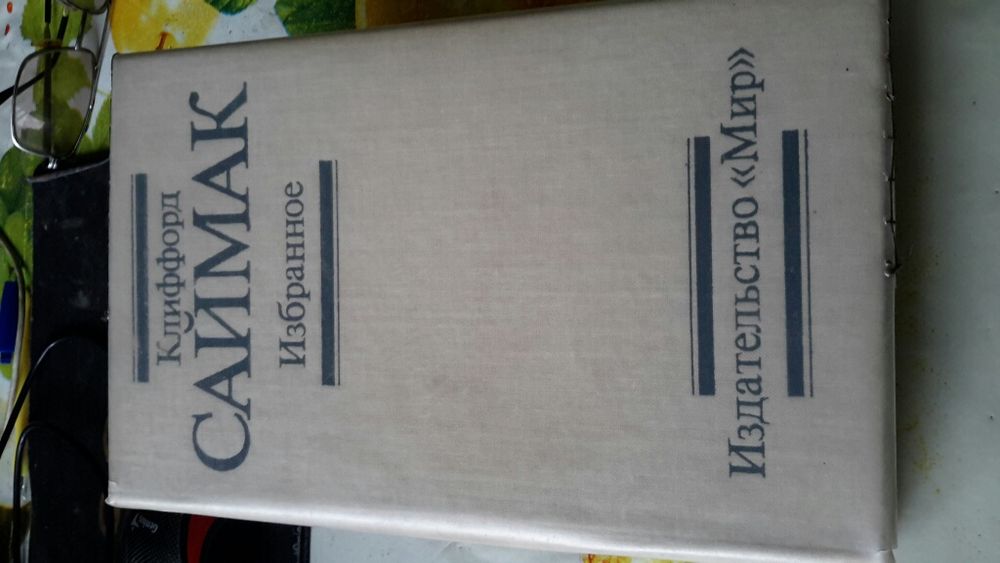 Клиффорд
САЙМАК
Избранное
Издательство «Мир»